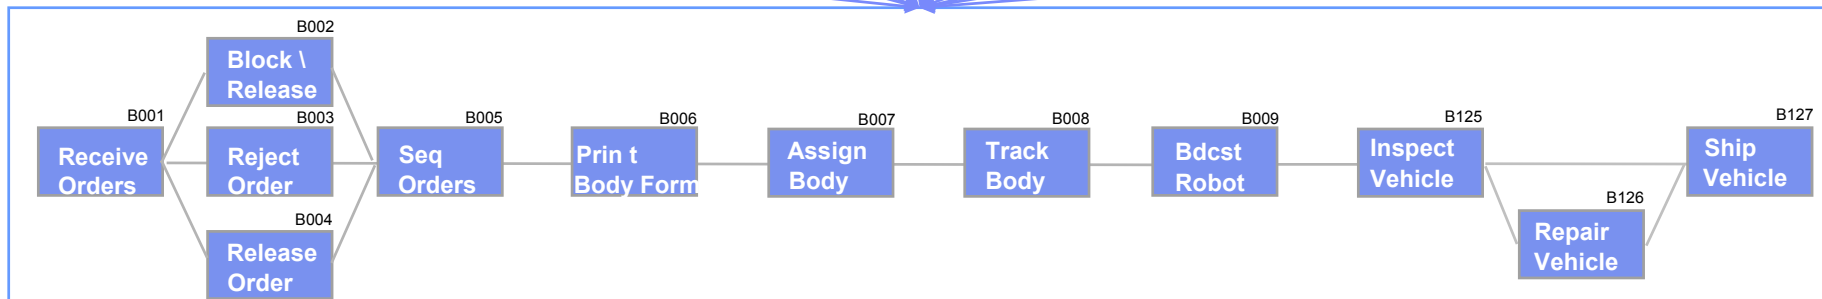 B002
Block \
Release
B001
Receive
Orders
B003
Reject
Order
B004
Release
Order
B005
Seq
Orders
B006
Prin t
Body Form
B007
Assign
Body
B008
Track
Body
B009
Bdcst
Robot
B125
Inspect
Vehicle
B126
Repair
Vehicle
B127
Ship
Vehicle